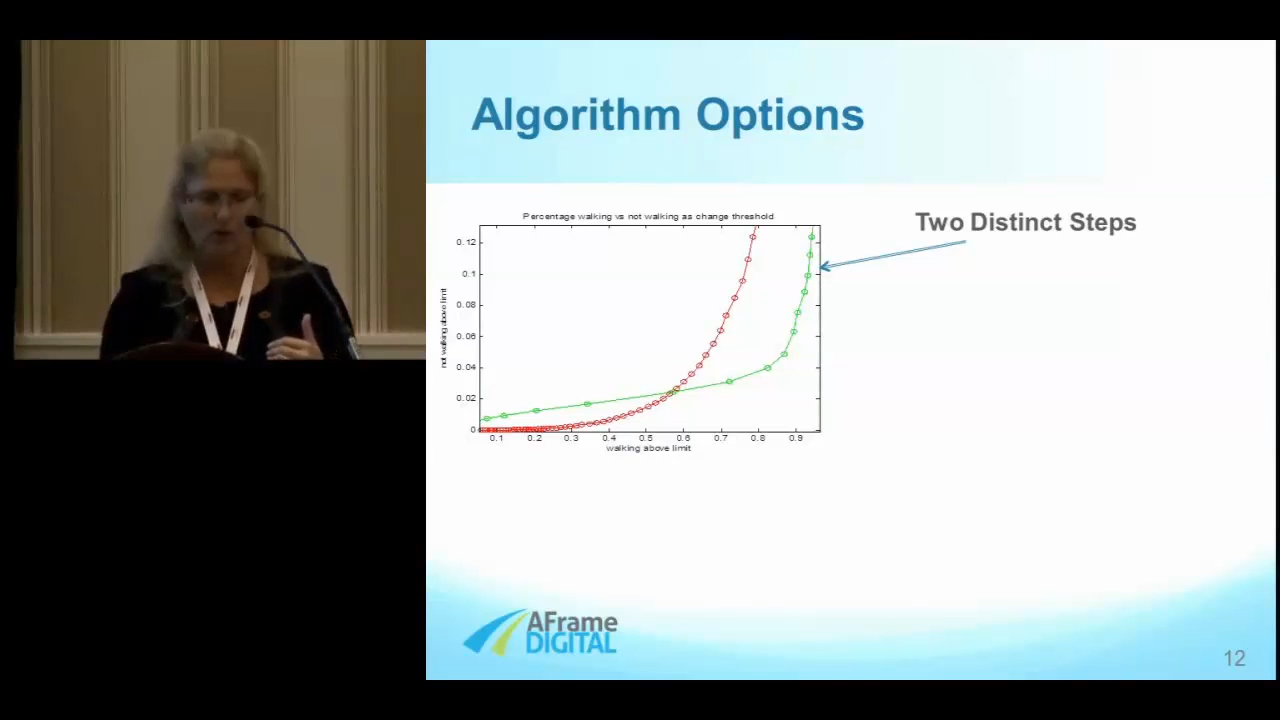 Algorithm Options
Percentage walking vs not walking as change threshold
Two Distinct Steps
not walking above limit
0.12
0.1
0.08
0.06
0.04
0.02
0
0.1 0.2 0.3 0.4 0.5 0.6 0.7 0.8 0.9
walking above limit
AFrame
DIGITAL
12